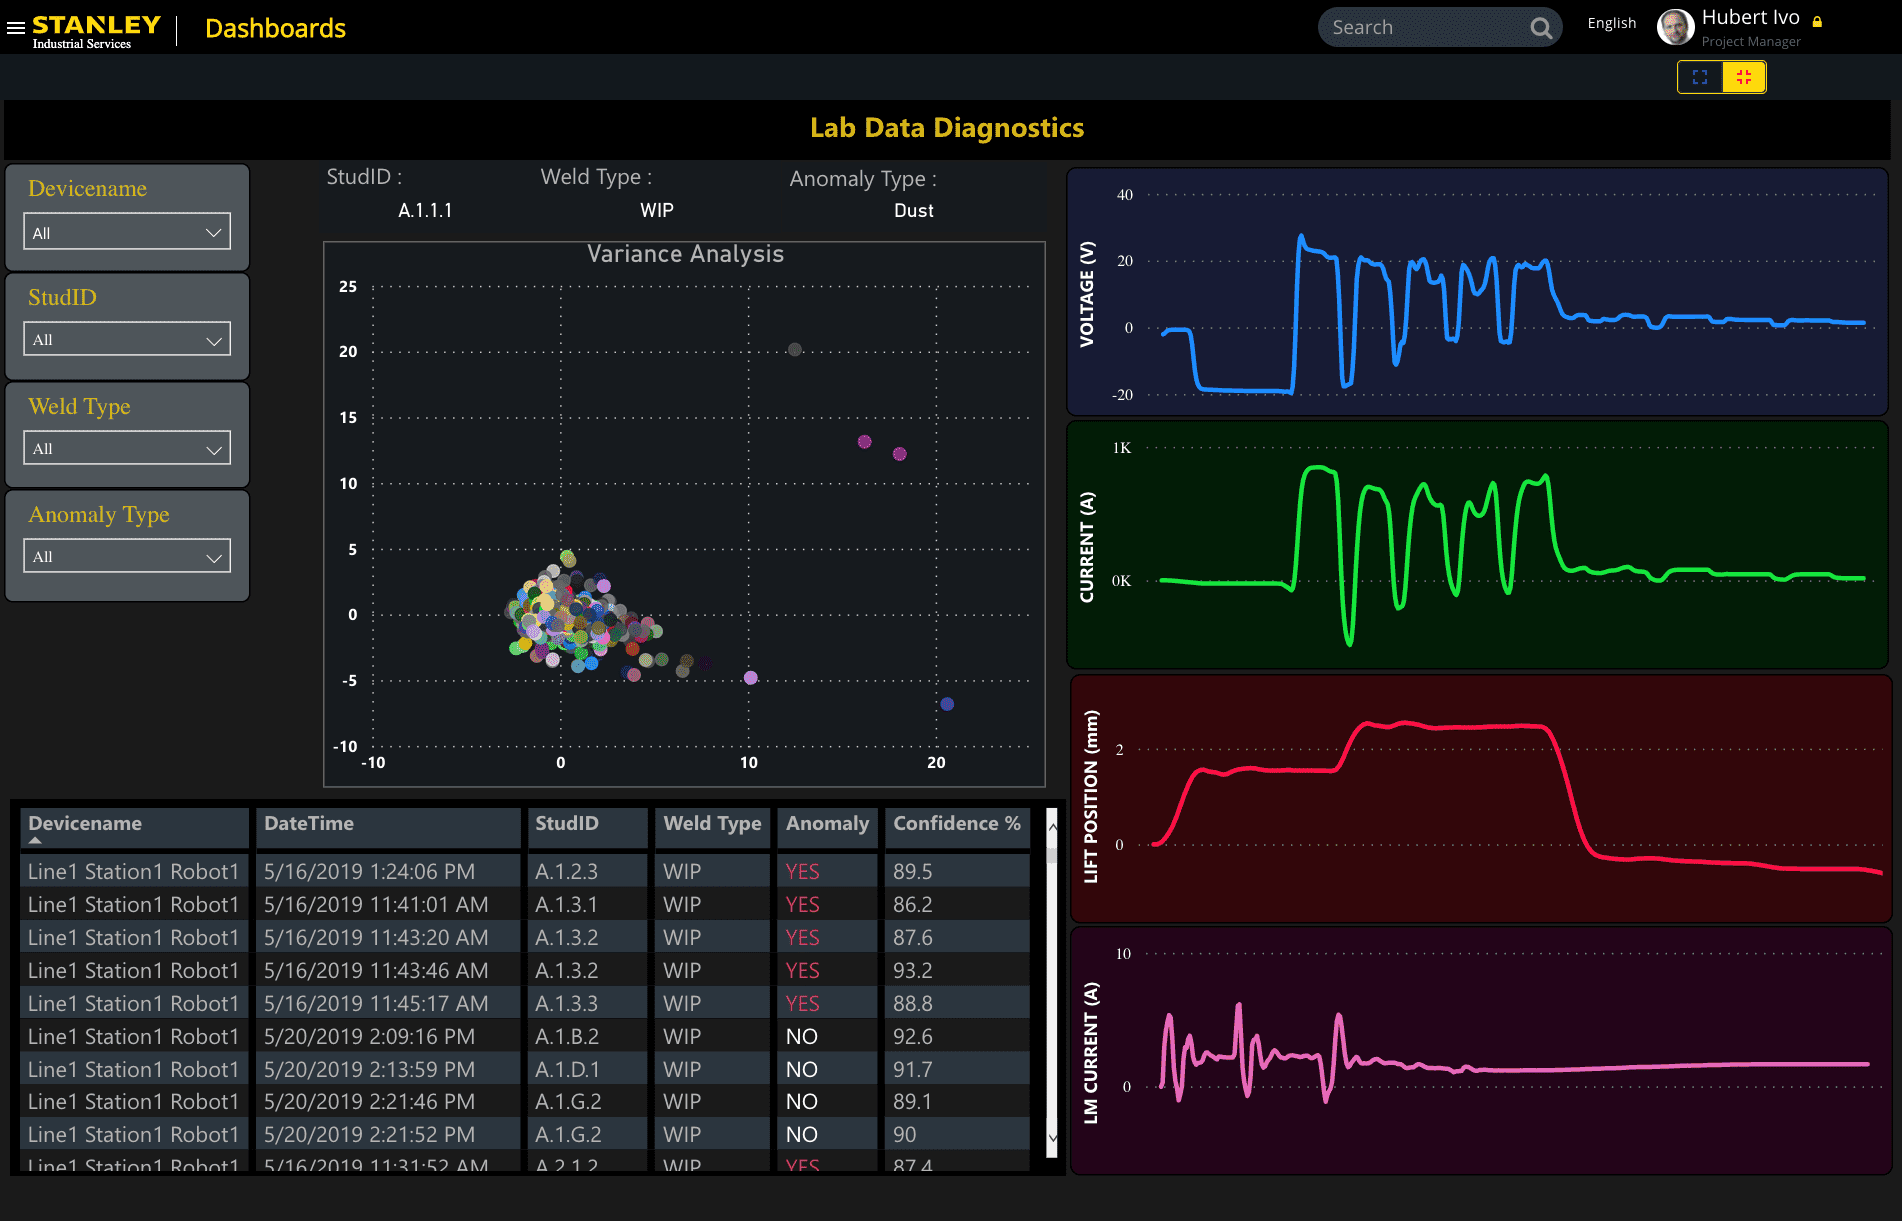 STANLEY
Industrial Services
Dashboards
Search
English
Hubert Ivo
Project Manager
Lab Data Diagnostics
Devicename
All
StudID
All
Weld Type
All
Anomaly Type
All
StudID :
Weld Type :
Anomaly Type :
A.1.1.1
WIP
Dust
Variance Analysis
25
20
15
10
5
0
-5
-10
-10 0 10 20
VOLTAGE (V)
40
20
0
-20
CURRENT (A)
1K
0K
LIFT POSITION (mm)
2
0
LM CURRENT (A)
10
0
Devicename DateTime StudID Weld Type Anomaly Confidence %
Line1 Station1 Robot1 5/16/2019 1:24:06 PM A.1.2.3 WIP YES 89.5
Line1 Station1 Robot1 5/16/2019 11:41:01 AM A.1.3.1 WIP YES 86.2
Line1 Station1 Robot1 5/16/2019 11:43:20 AM A.1.3.2 WIP YES 87.6
Line1 Station1 Robot1 5/16/2019 11:43:46 AM A.1.3.2 WIP YES 93.2
Line1 Station1 Robot1 5/16/2019 11:45:17 AM A.1.3.3 WIP YES 88.8
Line1 Station1 Robot1 5/20/2019 2:09:16 PM A.1.B.2 WIP NO 92.6
Line1 Station1 Robot1 5/20/2019 2:13:59 PM A.1.D.1 WIP NO 91.7
Line1 Station1 Robot1 5/20/2019 2:21:46 PM A.1.G.2 WIP NO 89.1
Line1 Station1 Robot1 5/20/2019 2:21:52 PM A.1.G.2 WIP NO 90
Line1 Station1 Robot1 5/16/2019 11:31:52 AM A.2.1.2 WIP YES 87.4